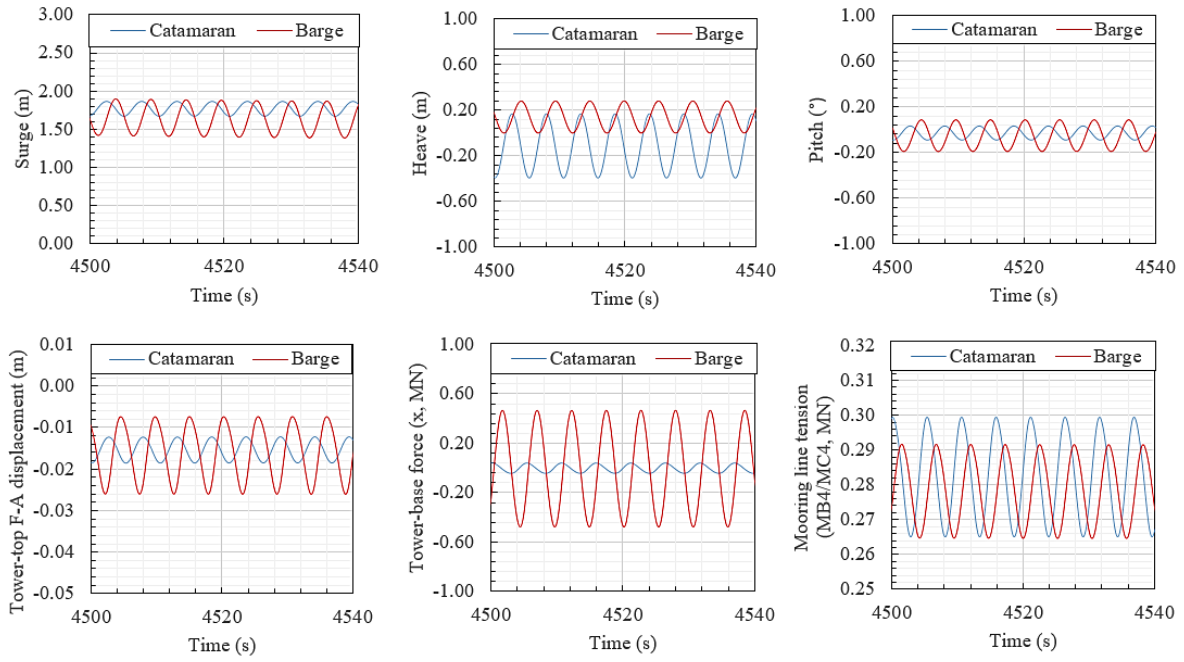 Surge (m)
3.00
2.50
2.00
1.50
1.00
0.50
0.00
Catamaran Barge
4500 4520 4540
Time (s)
Heave (m)
1.00
0.60
0.20
-0.20
-0.60
-1.00
Catamaran Barge
4500 4520 4540
Time (s)
Pitch (°)
1.00
0.60
0.20
-0.20
-0.60
-1.00
Catamaran Barge
4500 4520 4540
Time (s)
Tower-top F-A displacement (m)
0.01
0.00
-0.01
-0.02
-0.03
-0.04
-0.05
Catamaran Barge
4500 4520 4540
Time (s)
Tower-base force (x, MN)
1.00
0.60
0.20
-0.20
-0.60
-1.00
Catamaran Barge
4500 4520 4540
Time (s)
Mooring line tension
(MB4/MC4, MN)
0.32
0.31
0.30
0.29
0.28
0.27
0.26
0.25
Catamaran Barge
4500 4520 4540
Time (s)